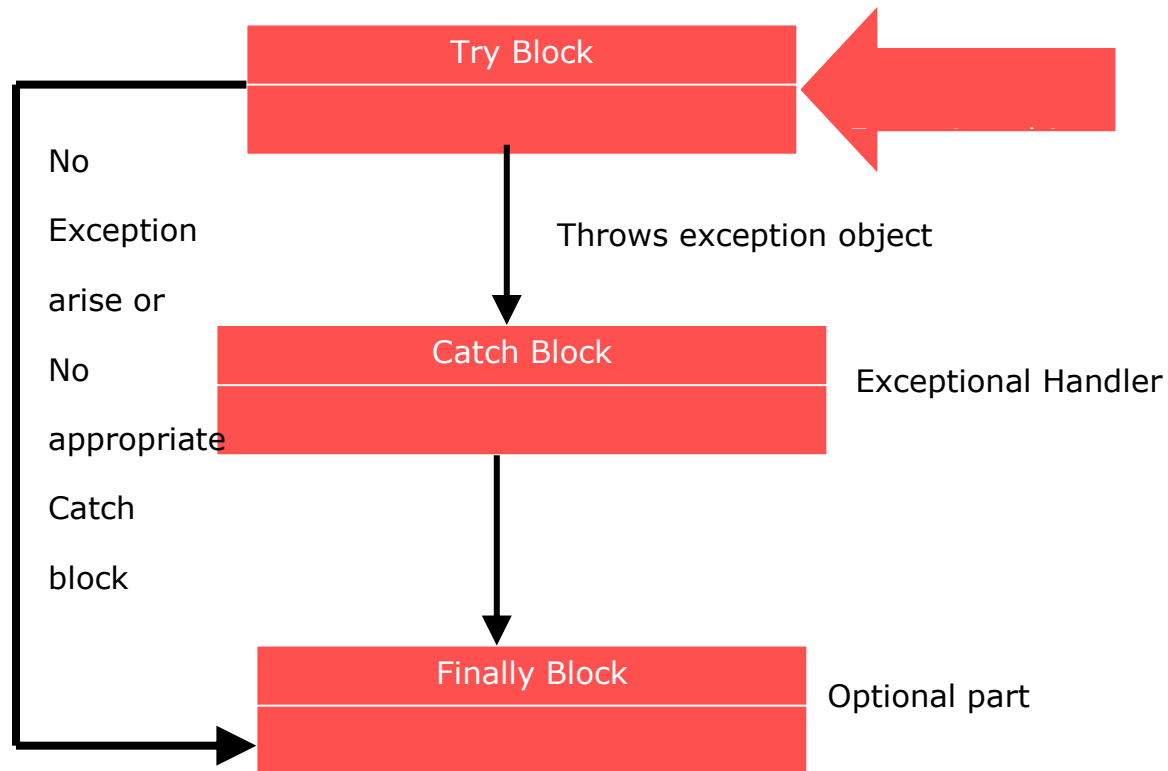 Try Block
No
Exception
arise or
No
appropriate
Catch
block
Throws exception object
Catch Block
Exceptional Handler
Finally Block
Optional part